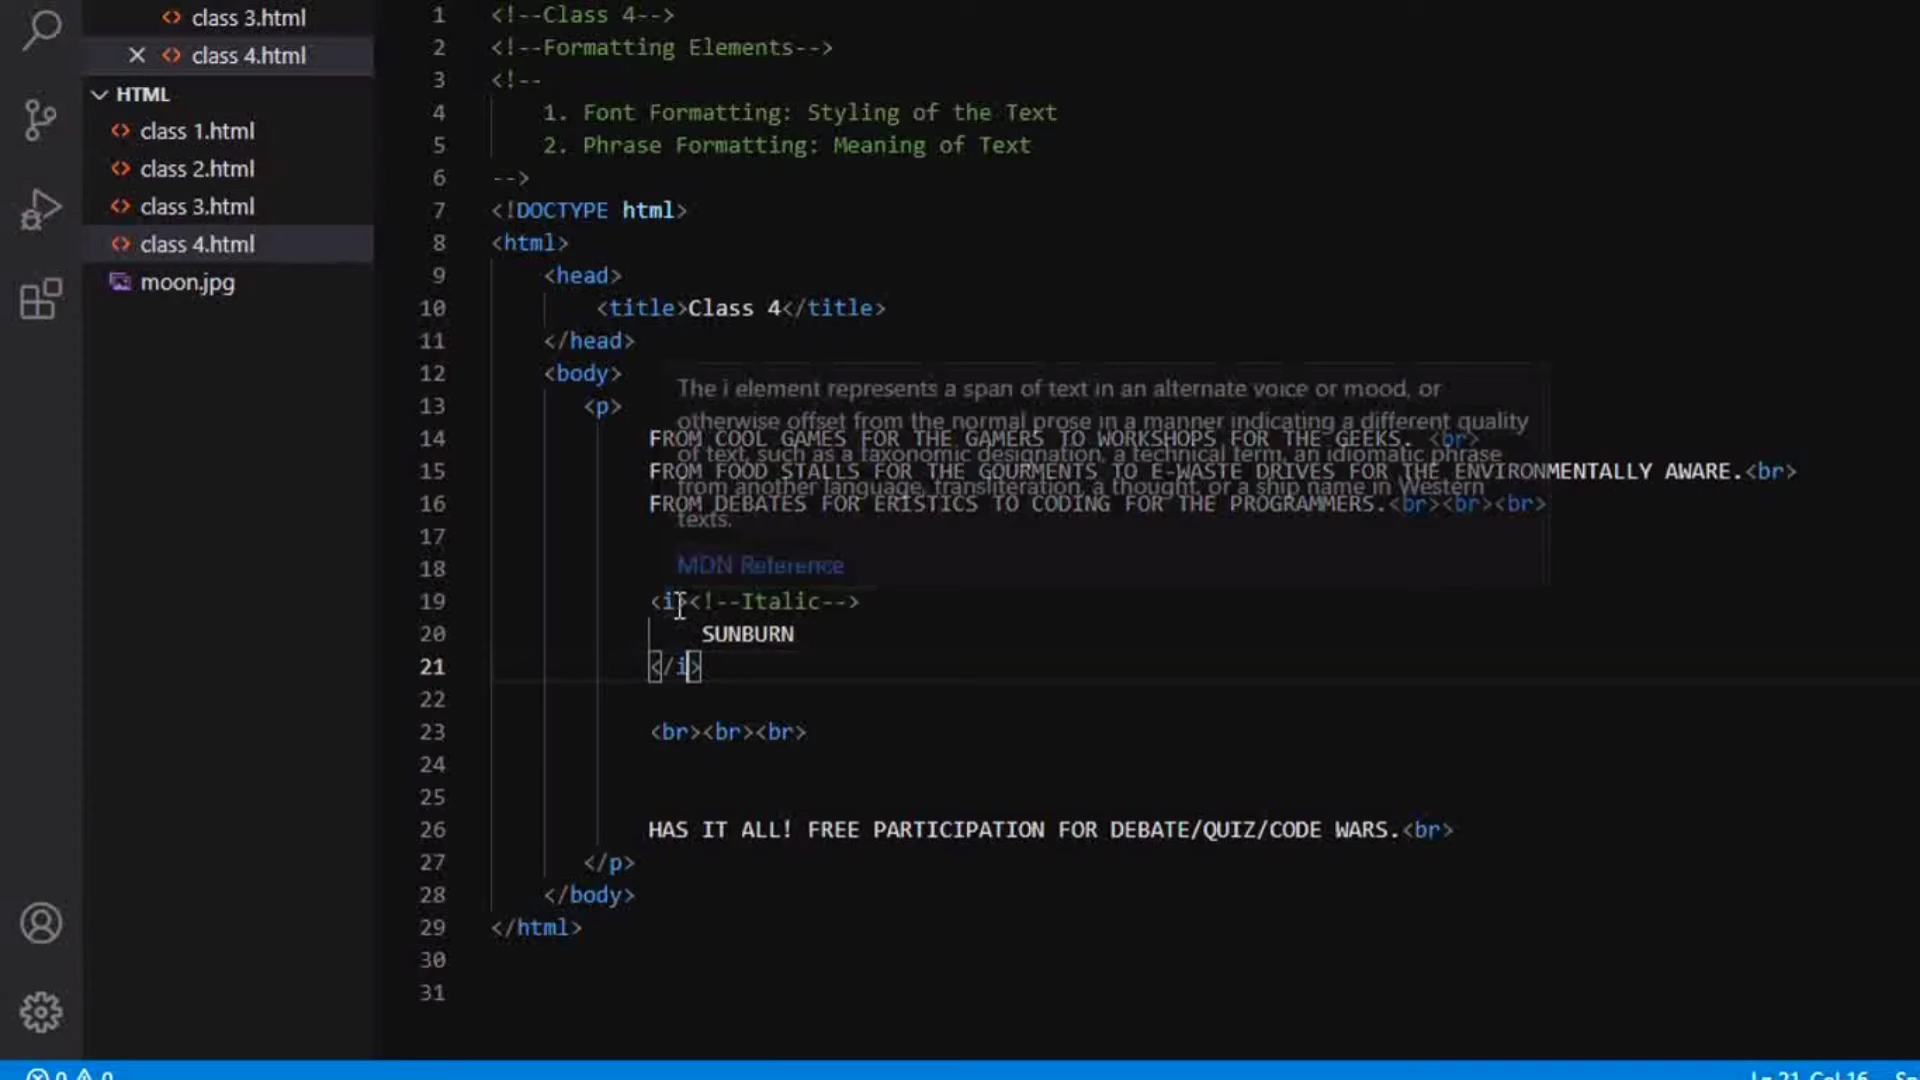 class 3.html
class 4.html
HTML
class 1.html
class 2.html
class 3.html
class 4.html
moon.jpg
1 <!--Class 4-->
2 <!--Formatting Elements-->
3 <!--
4 1. Font Formatting: Styling of the Text
5 2. Phrase Formatting: Meaning of Text
6 -->
7 <!DOCTYPE html>
8 <html>
9 <head>
10 <title>Class 4</title>
11 </head>
12 <body>
The i element represents a span of text in an alternate voice or mood, or
13 <p>
otherwise offset from the normal prose in a manner indicating a different quality
14 FROM COOL GAMES FOR THE GAMERS TO WORKSHOPS FOR THE GEEKS. <br>
of text, such as a taxonomic designation, a technical term, an idiomatic phrase
15 FROM FOOD STALLS FOR THE GOURMENTS TO E-WASTE DRIVES FOR THE ENVIRONMENTALLY AWARE.<br>
from another language, transliteration, a thought, or a ship name in Western
16 FROM DEBATES FOR ERISTICS TO CODING FOR THE PROGRAMMERS.<br><br><br>
texts.
17
MDN Reference
18
19 <i><!--Italic-->
20 SUNBURN
21 </i>
22
23 <br><br><br>
24
25
26 HAS IT ALL! FREE PARTICIPATION FOR DEBATE/QUIZ/CODE WARS.<br>
27 </p>
28 </body>
29 </html>
30
31
0 0
Ln 21, Col 16